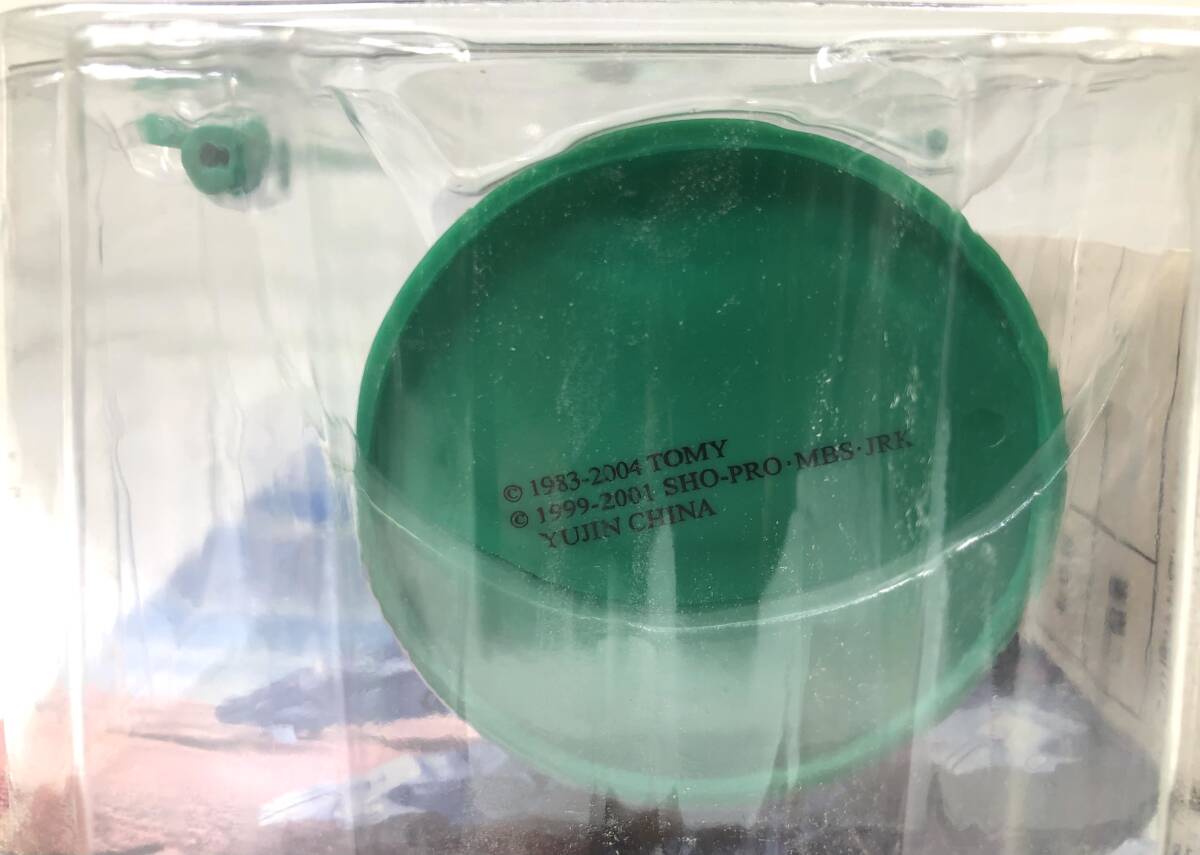 © 1983-2004 TOMY
© 1999-2001 SHO-PRO·MBS·JRK
YUJIN CHINA